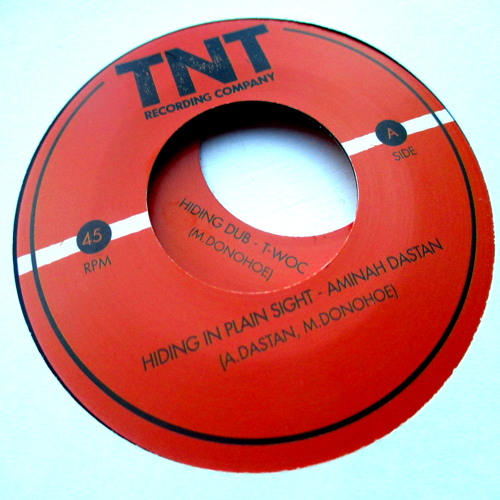 TNT
RECORDING COMPANY
A
SIDE
45
RPM
HIDING DUB - T-WOC
(M.DONOHOE)
HIDING IN PLAIN SIGHT - AMINAH DASTAN
(A.DASTAN, M.DONOHOE)